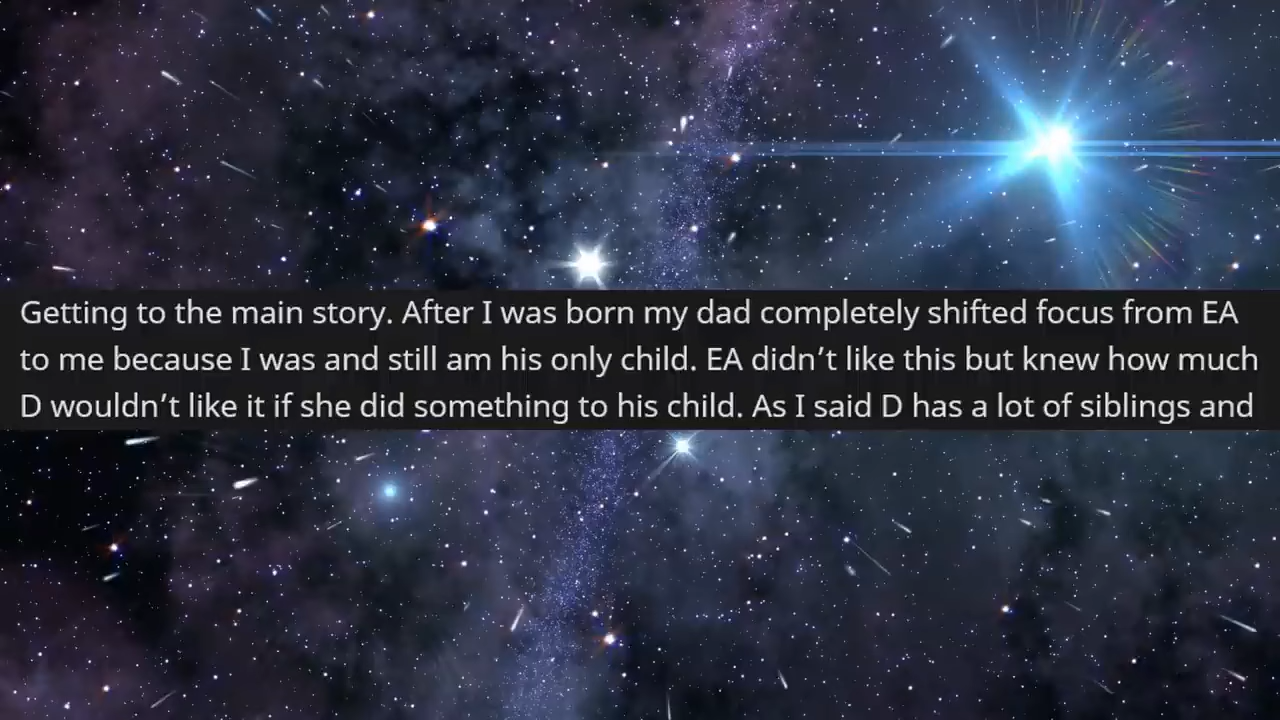 Getting to the main story. After I was born my dad completely shifted focus from EA
to me because I was and still am his only child. EA didn’t like this but knew how much
D wouldn’t like it if she did something to his child. As I said D has a lot of siblings and